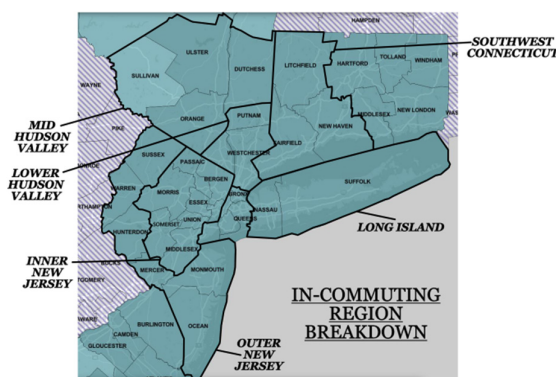 HAMPDEN
SOUTHWEST
CONNECTICUT
ULSTER
DUTCHESS
LITCHFIELD
HARTFORD
TOLLAND
WINDHAM
SULLIVAN
WAYNE
ORANGE
PUTNAM
MIDDLESEX
NEW LONDON
MID
HUDSON
VALLEY
PIKE
NEW HAVEN
FAIRFIELD
WESTCHESTER
SUSSEX
PASSAIC
LOWER
HUDSON
VALLEY
BERGEN
SUFFOLK
WARREN
MORRIS
ESSEX
BRONX
NASSAU
QUEENS
UNION
SOMERSET
HUNTERDON
LONG ISLAND
MIDDLESEX
INNER
NEW
JERSEY
BUCKS
MERCER
MONMOUTH
IN-COMMUTING
REGION
BREAKDOWN
BURLINGTON
OCEAN
CAMDEN
GLOUCESTER
OUTER
NEW
JERSEY